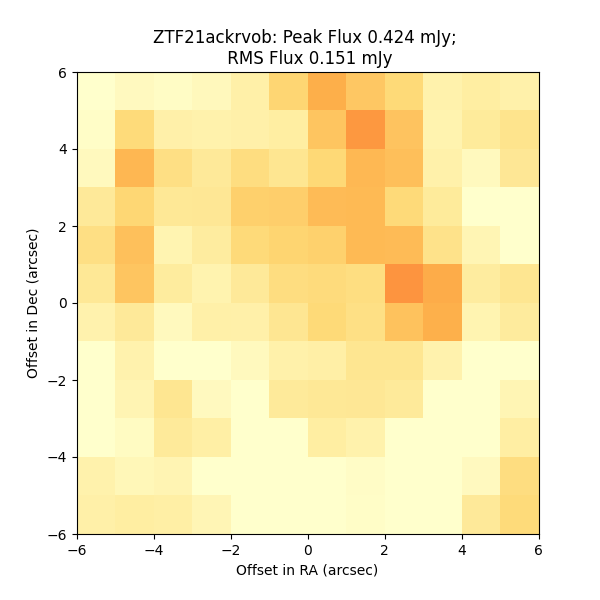 ZTF21ackrvob: Peak Flux 0.424 mJy;
RMS Flux 0.151 mJy
6
4
2
0
−2
−4
−6
Offset in Dec (arcsec)
−6 −4 −2 0 2 4 6
Offset in RA (arcsec)